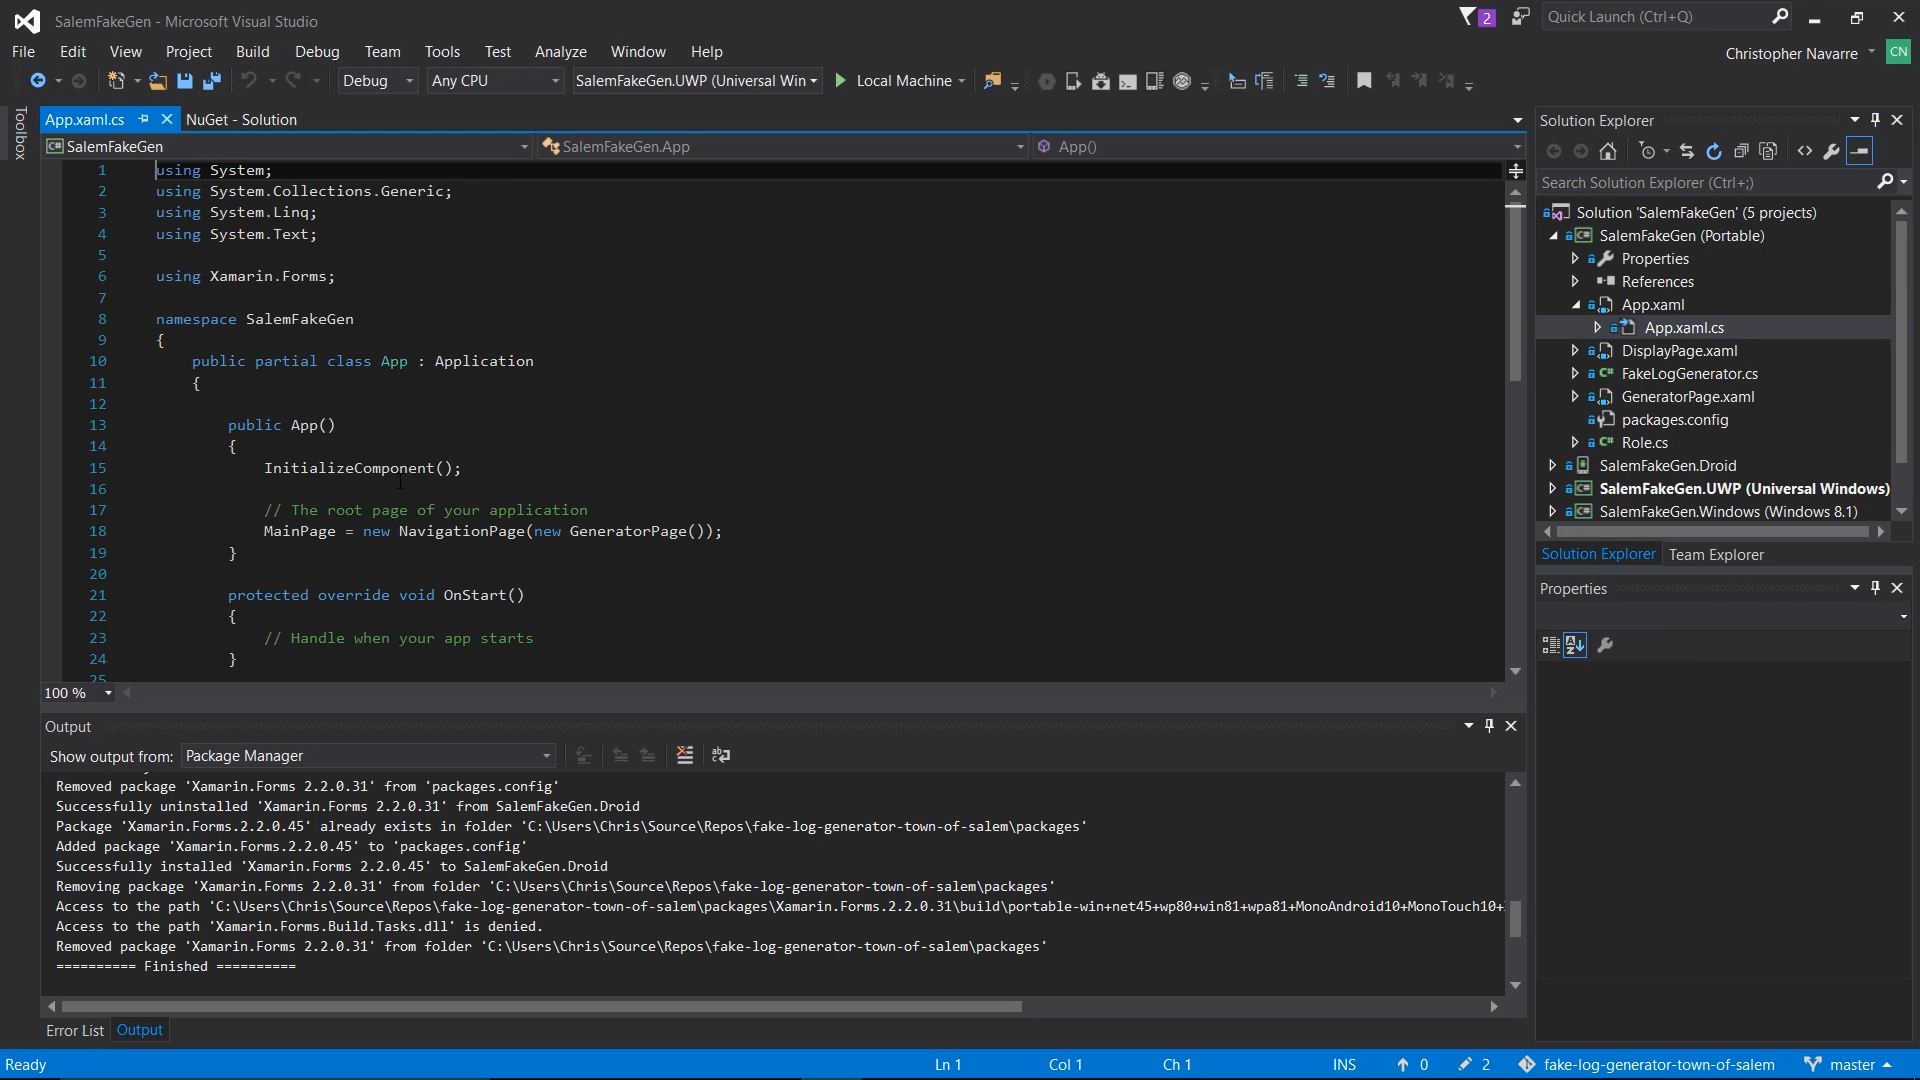 SalemFakeGen - Microsoft Visual Studio
2
Quick Launch (Ctrl+Q)
File Edit View Project Build Debug Team Tools Test Analyze Window Help
Christopher Navarre CN
Debug Any CPU SalemFakeGen.UWP (Universal Win Local Machine
Toolbox
App.xaml.cs NuGet - Solution
SalemFakeGen SalemFakeGen.App App()
1 using System;
2 using System.Collections.Generic;
3 using System.Linq;
4 using System.Text;
5
6 using Xamarin.Forms;
7
8 namespace SalemFakeGen
9 {
10 public partial class App : Application
11 {
12
13 public App()
14 {
15 InitializeComponent();
16
17 // The root page of your application
18 MainPage = new NavigationPage(new GeneratorPage());
19 }
20
21 protected override void OnStart()
22 {
23 // Handle when your app starts
24 }
25
100 %
Output
Show output from: Package Manager
Removed package 'Xamarin.Forms 2.2.0.31' from 'packages.config'
Successfully uninstalled 'Xamarin.Forms 2.2.0.31' from SalemFakeGen.Droid
Package 'Xamarin.Forms.2.2.0.45' already exists in folder 'C:\Users\Chris\Source\Repos\fake-log-generator-town-of-salem\packages'
Added package 'Xamarin.Forms.2.2.0.45' to 'packages.config'
Successfully installed 'Xamarin.Forms 2.2.0.45' to SalemFakeGen.Droid
Removing package 'Xamarin.Forms 2.2.0.31' from folder 'C:\Users\Chris\Source\Repos\fake-log-generator-town-of-salem\packages'
Access to the path 'C:\Users\Chris\Source\Repos\fake-log-generator-town-of-salem\packages\Xamarin.Forms.2.2.0.31\build\portable-win+net45+wp80+win81+wpa81+MonoAndroid10+MonoTouch10+
Access to the path 'Xamarin.Forms.Build.Tasks.dll' is denied.
Removed package 'Xamarin.Forms 2.2.0.31' from folder 'C:\Users\Chris\Source\Repos\fake-log-generator-town-of-salem\packages'
========== Finished ==========
Error List Output
Solution Explorer
Search Solution Explorer (Ctrl+;)
Solution 'SalemFakeGen' (5 projects)
SalemFakeGen (Portable)
Properties
References
App.xaml
App.xaml.cs
DisplayPage.xaml
FakeLogGenerator.cs
GeneratorPage.xaml
packages.config
Role.cs
SalemFakeGen.Droid
SalemFakeGen.UWP (Universal Windows)
SalemFakeGen.Windows (Windows 8.1)
Solution Explorer Team Explorer
Properties
Ready Ln 1 Col 1 Ch 1 INS 0 2 fake-log-generator-town-of-salem master